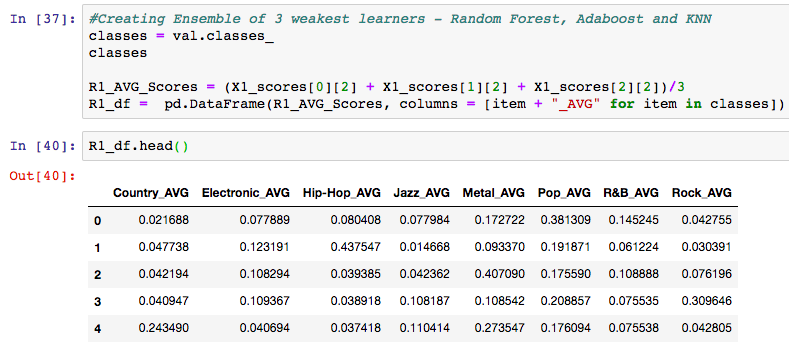 In [37]: #Creating Ensemble of 3 weakest learners - Random Forest, Adaboost and KNN
classes = val.classes_
classes
R1_AVG_Scores = (X1_scores[0][2] + X1_scores[1][2] + X1_scores[2][2])/3
R1_df =  pd.DataFrame(R1_AVG_Scores, columns = [item + "_AVG" for item in classes])
In [40]: R1_df.head()
Out[40]:
Country_AVG Electronic_AVG Hip-Hop_AVG Jazz_AVG Metal_AVG Pop_AVG R&B_AVG Rock_AVG
0 0.021688 0.077889 0.080408 0.077984 0.172722 0.381309 0.145245 0.042755
1 0.047738 0.123191 0.437547 0.014668 0.093370 0.191871 0.061224 0.030391
2 0.042194 0.108294 0.039385 0.042362 0.407090 0.175590 0.108888 0.076196
3 0.040947 0.109367 0.038918 0.108187 0.108542 0.208857 0.075535 0.309646
4 0.243490 0.040694 0.037418 0.110414 0.273547 0.176094 0.075538 0.042805